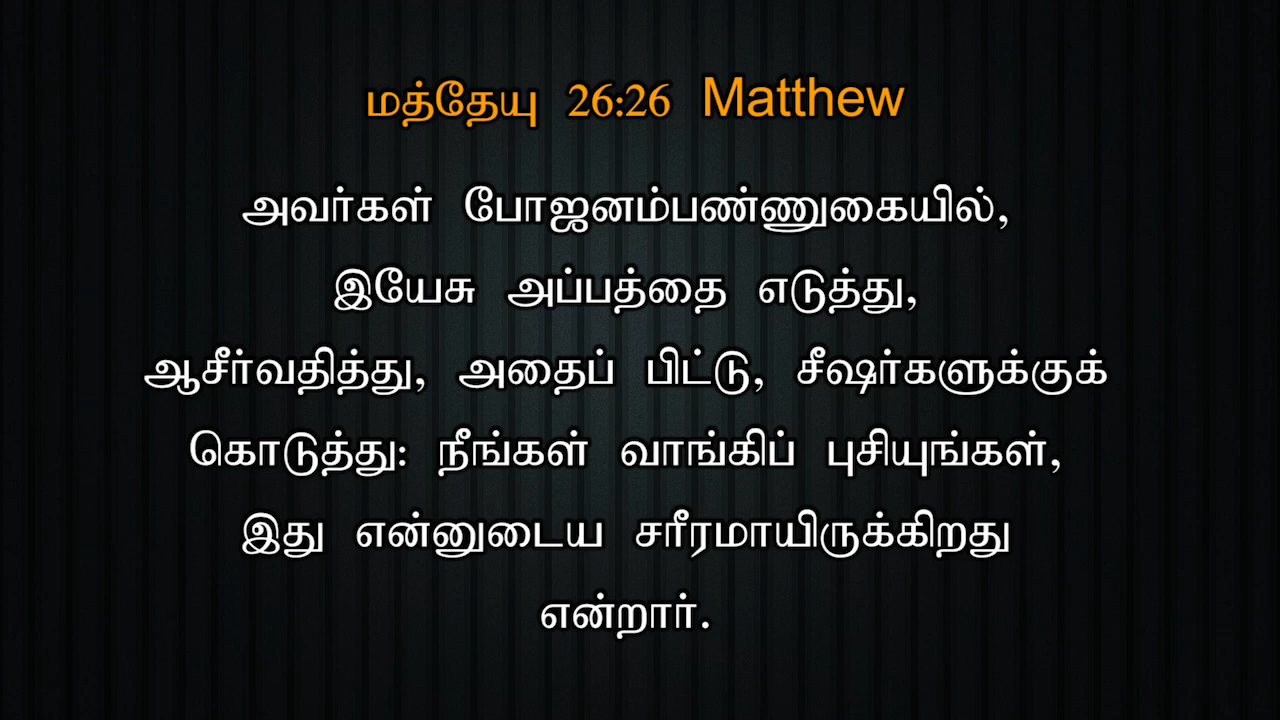 மத்தேயு 26:26 Matthew
அவர்கள் போஜனம்பண்ணுகையில்,
இயேசு அப்பத்தை எடுத்து,
ஆசீர்வதித்து, அதைப் பிட்டு, சீஷர்களுக்குக்
கொடுத்து: நீங்கள் வாங்கிப் புசியுங்கள்,
இது என்னுடைய சரீரமாயிருக்கிறது
என்றார்.